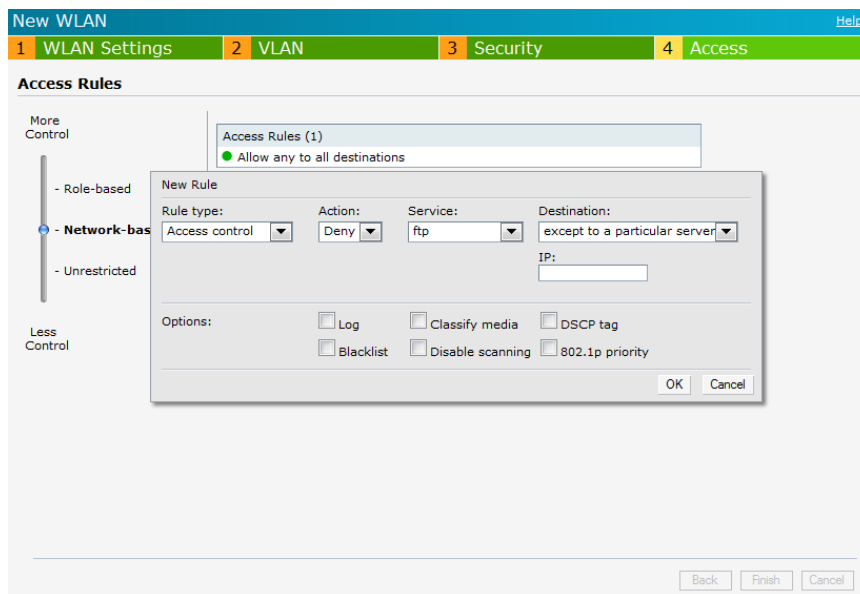 New WLAN
Help
1 WLAN Settings 2 VLAN 3 Security 4 Access
Access Rules
More
Control
- Role-based
- Network-bas
- Unrestricted
Less
Control
Access Rules (1)
Allow any to all destinations
New Rule
Rule type: Action: Service: Destination:
Access control Deny ftp except to a particular server
IP:
Options: Log Classify media DSCP tag
Blacklist Disable scanning 802.1p priority
OK Cancel
Back Finish Cancel